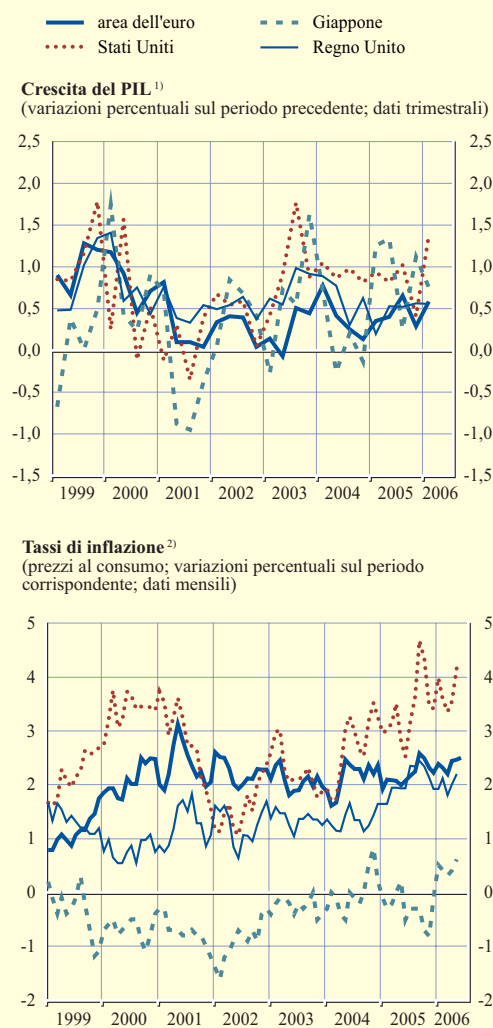 area dell'euro Giappone
Stati Uniti Regno Unito
Crescita del PIL 1)
(variazioni percentuali sul periodo precedente; dati trimestrali)
2,5 2,5
2,0 2,0
1,5 1,5
1,0 1,0
0,5 0,5
0,0 0,0
-0,5 -0,5
-1,0 -1,0
-1,5 -1,5
1999 2000 2001 2002 2003 2004 2005 2006
Tassi di inflazione 2)
(prezzi al consumo; variazioni percentuali sul periodo
corrispondente; dati mensili)
5 5
4 4
3 3
2 2
1 1
0 0
-1 -1
-2 -2
1999 2000 2001 2002 2003 2004 2005 2006